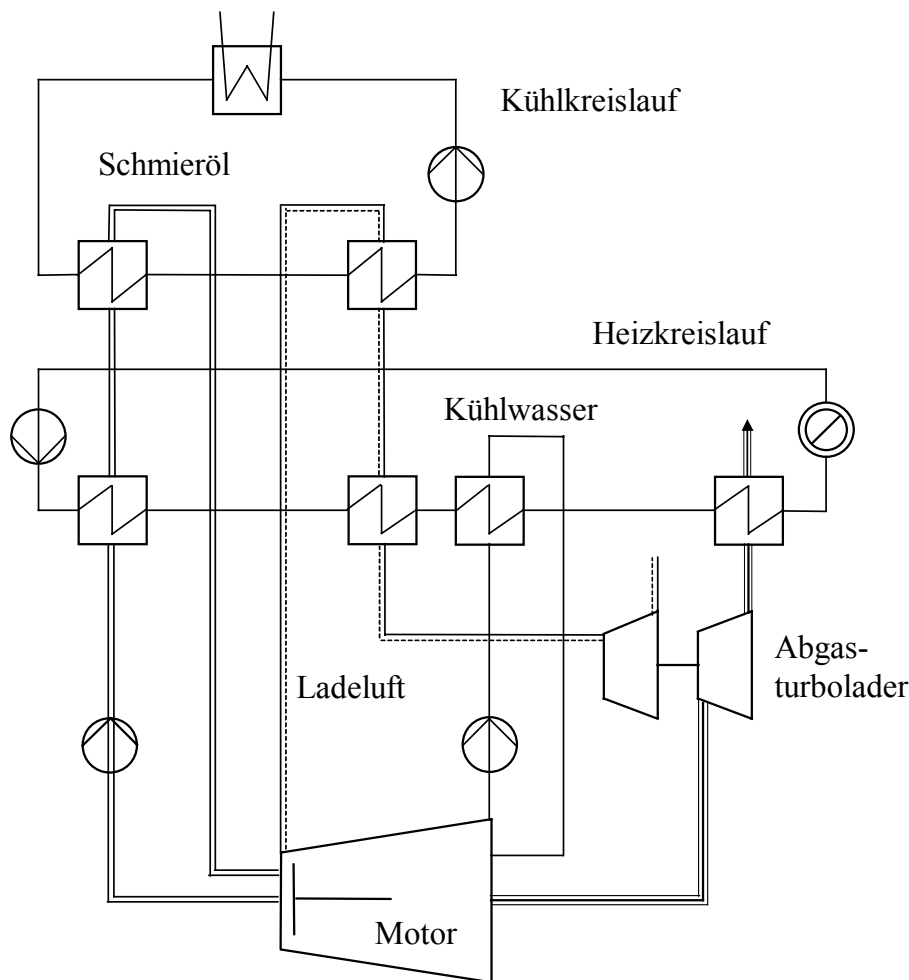 Kühlkreislauf
Schmieröl
Heizkreislauf
Kühlwasser
Abgas-
turbolader
Ladeluft
Motor